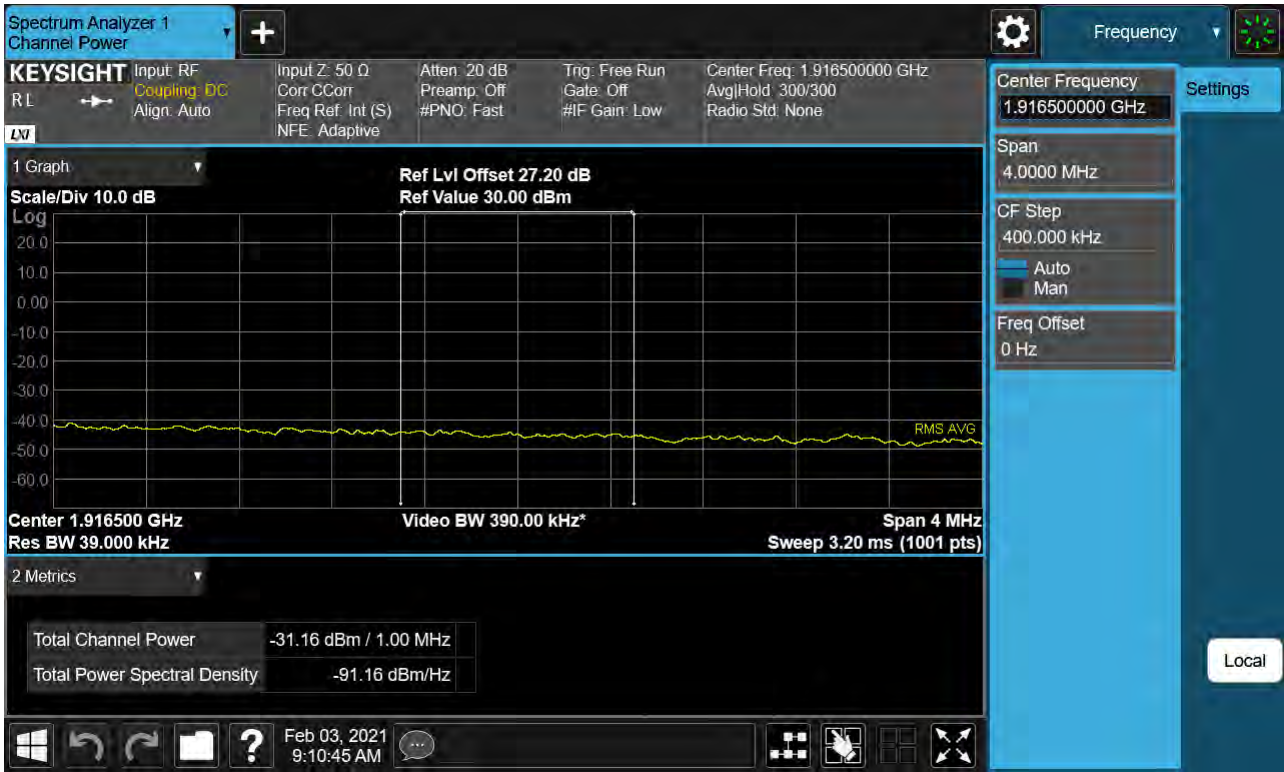 Spectrum Analyzer 1
Channel Power
+
Frequency
KEYSIGHT
RL
LXI
Input: RF
Coupling: DC
Align: Auto
Input Z: 50 Ω
Corr CCorr
Freq Ref: Int (S)
NFE: Adaptive
Atten: 20 dB
Preamp: Off
#PNO: Fast
Trig: Free Run
Gate: Off
#IF Gain: Low
Center Freq: 1.916500000 GHz
Avg|Hold: 300/300
Radio Std: None
Center Frequency
1.916500000 GHz
Settings
Span
4.0000 MHz
CF Step
400.000 kHz
Auto
Man
Freq Offset
0 Hz
1 Graph
Scale/Div 10.0 dB
Ref Lvl Offset 27.20 dB
Ref Value 30.00 dBm
Log
20.0
10.0
0.00
-10.0
-20.0
-30.0
-40.0
-50.0
-60.0
RMS AVG
Center 1.916500 GHz
Res BW 39.000 kHz
Video BW 390.00 kHz*
Span 4 MHz
Sweep 3.20 ms (1001 pts)
2 Metrics
Total Channel Power -31.16 dBm / 1.00 MHz
Total Power Spectral Density -91.16 dBm/Hz
Local
?
Feb 03, 2021
9:10:45 AM